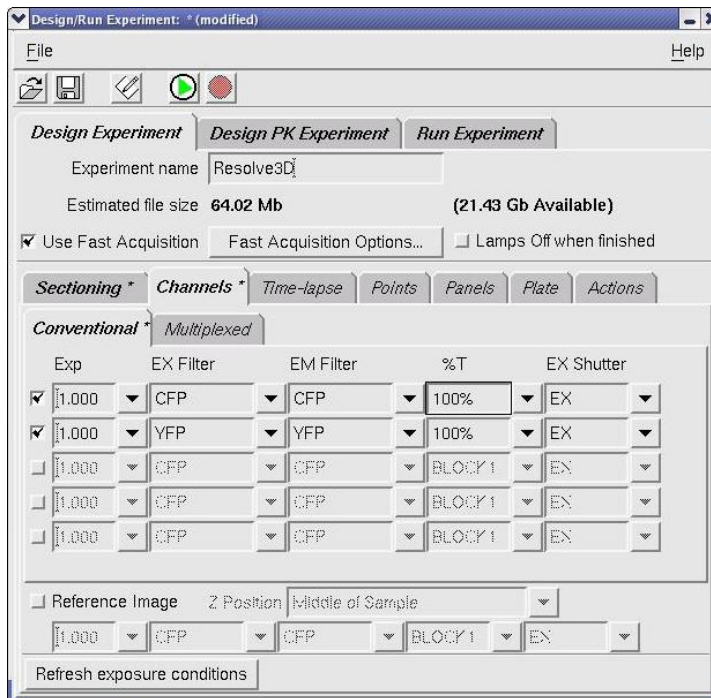 Design/Run Experiment: * (modified)
File Help
Design Experiment Design PK Experiment Run Experiment
Experiment name Resolve3D
Estimated file size 64.02 Mb (21.43 Gb Available)
Use Fast Acquisition Fast Acquisition Options... Lamps Off when finished
Sectioning * Channels * Time-lapse Points Panels Plate Actions
Conventional * Multiplexed
Exp EX Filter EM Filter %T EX Shutter
1.000 CFP CFP 100% EX
1.000 YFP YFP 100% EX
1.000 CFP CFP BLOCK1 EX
1.000 CFP CFP BLOCK1 EX
1.000 CFP CFP BLOCK1 EX
Reference Image Z Position Middle of Sample
1.000 CFP CFP BLOCK1 EX
Refresh exposure conditions